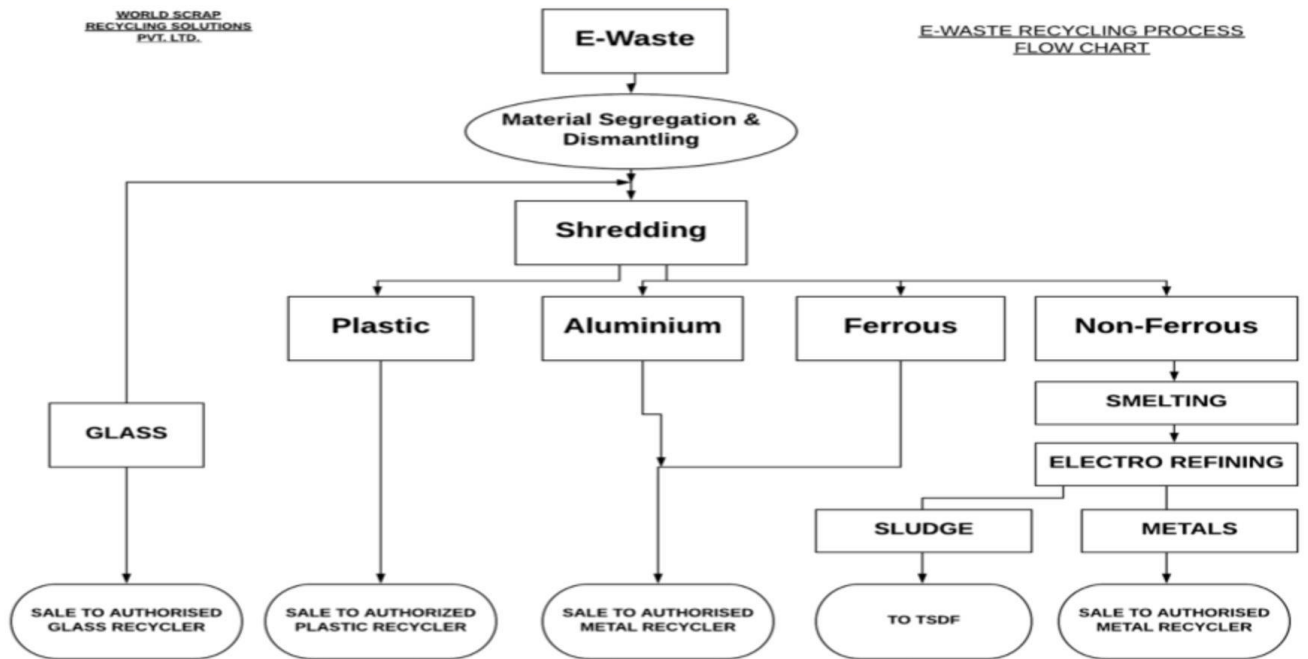 WORLD SCRAP
RECYCLING SOLUTIONS
PVT. LTD.
E-WASTE RECYCLING PROCESS
FLOW CHART
E-Waste
Material Segregation &
Dismantling
Shredding
Plastic
Aluminium
Ferrous
Non-Ferrous
SMELTING
GLASS
ELECTRO REFINING
SLUDGE
METALS
SALE TO AUTHORISED
GLASS RECYCLER
SALE TO AUTHORIZED
PLASTIC RECYCLER
SALE TO AUTHORISED
METAL RECYCLER
TO TSDF
SALE TO AUTHORISED
METAL RECYCLER